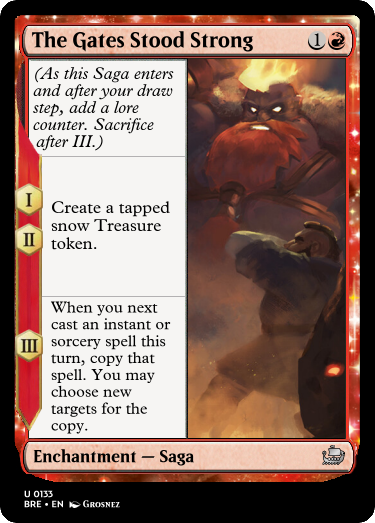 The Gates Stood Strong 1
(As this Saga enters
and after your draw
step, add a lore
counter. Sacrifice
after III.)
I
II
Create a tapped
snow Treasure
token.
III
When you next
cast an instant or
sorcery spell this
turn, copy that
spell. You may
choose new
targets for the
copy.
Enchantment — Saga
U 0133
BRE • EN Grosnez